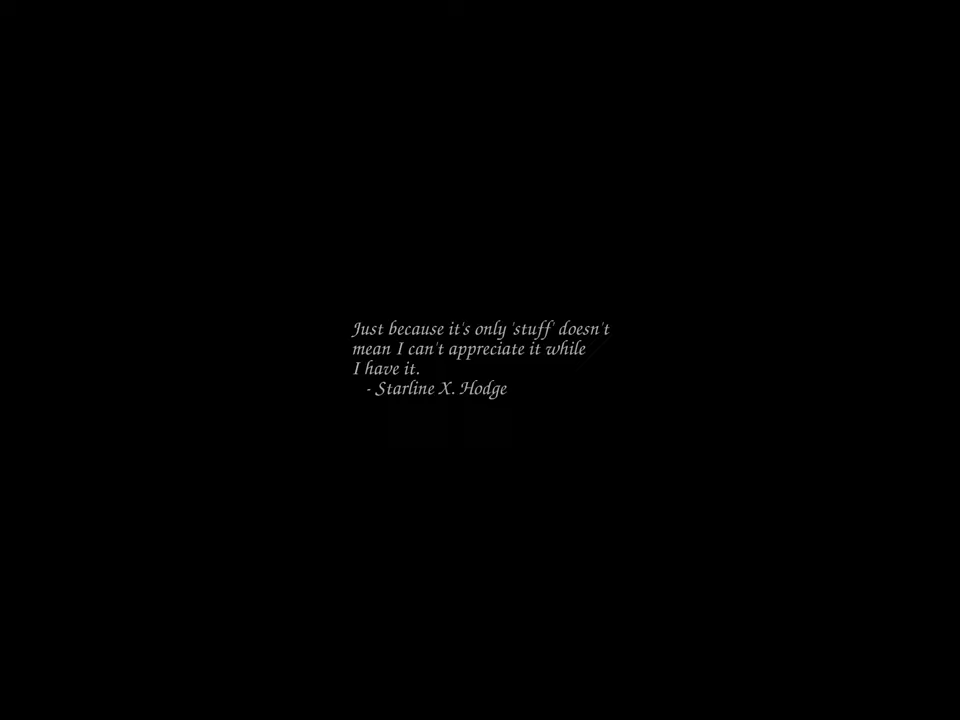 Just because it's only 'stuff' doesn't
mean I can't appreciate it while
I have it.
- Starline X. Hodge